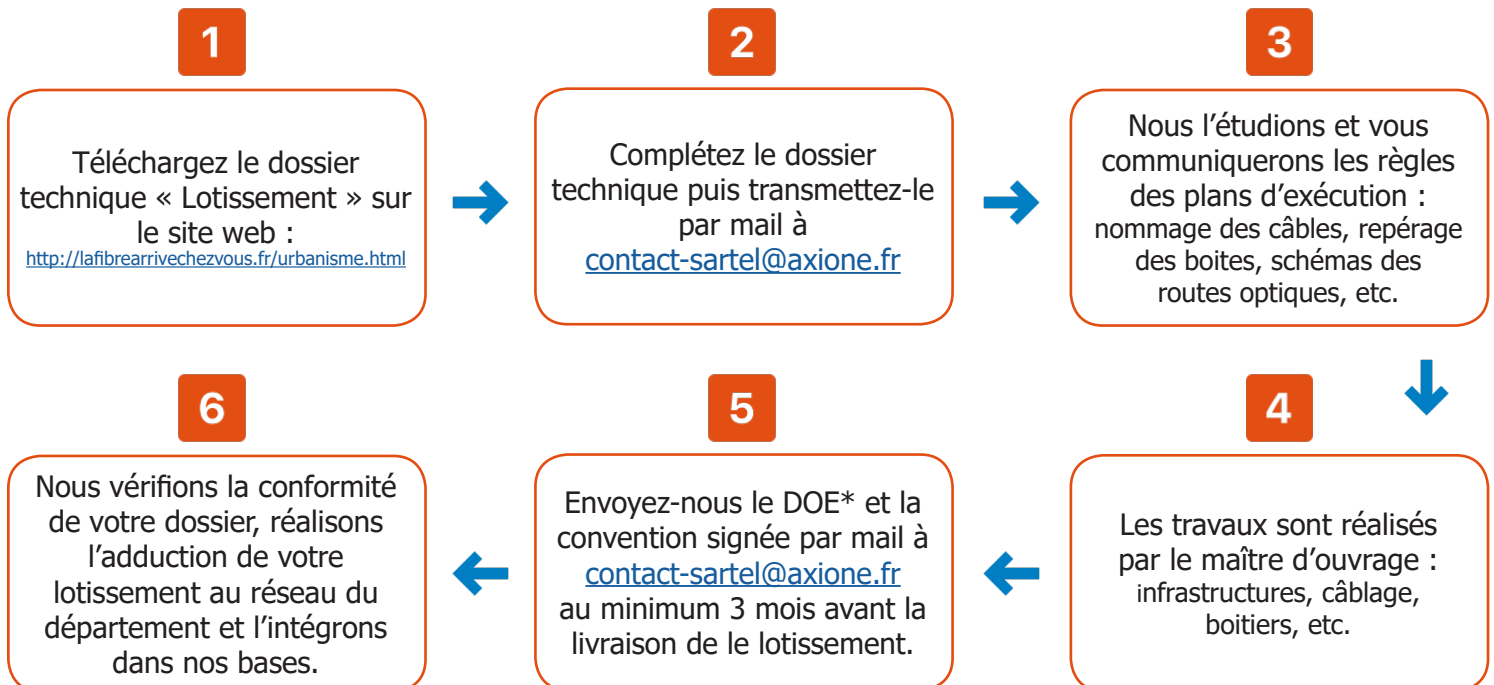 1
Téléchargez le dossier
technique « Lotissement » sur
le site web :
http://lafibrearrivechezvous.fr/urbanisme.html
2
Complétez le dossier
technique puis transmettez-le
par mail à
contact-sartel@axione.fr
3
Nous l’étudions et vous
communiquerons les règles
des plans d’exécution :
nommage des câbles, repérage
des boites, schémas des
routes optiques, etc.
4
Les travaux sont réalisés
par le maître d’ouvrage :
infrastructures, câblage,
boitiers, etc.
5
Envoyez-nous le DOE* et la
convention signée par mail à
contact-sartel@axione.fr
au minimum 3 mois avant la
livraison de le lotissement.
6
Nous vérifions la conformité
de votre dossier, réalisons
l’adduction de votre
lotissement au réseau du
département et l’intégrons
dans nos bases.